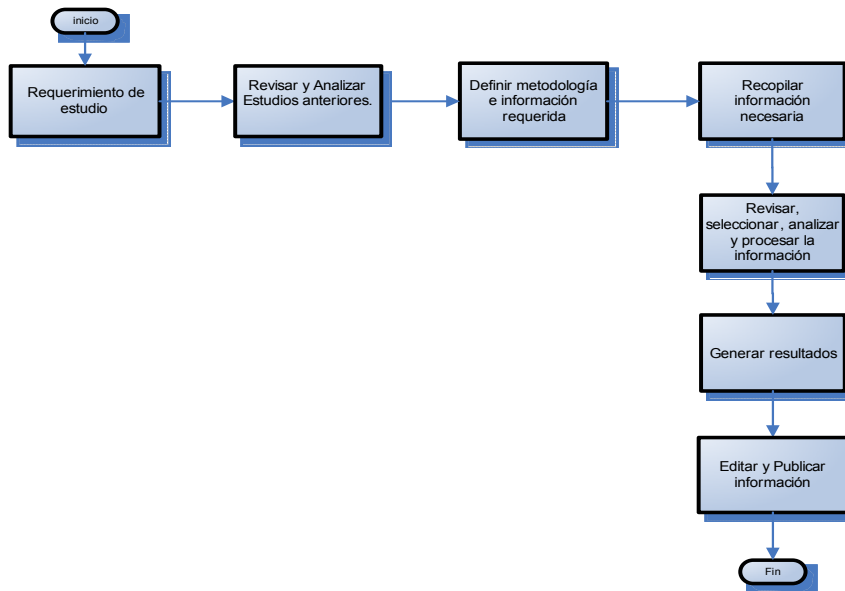 inicio
Requerimiento de
estudio
Revisar y Analizar
Estudios anteriores.
Definir metodología
e información
requerida
Recopilar
información
necesaria
Revisar,
seleccionar, analizar
y procesar la
información
Generar resultados
Editar y Publicar
información
Fin